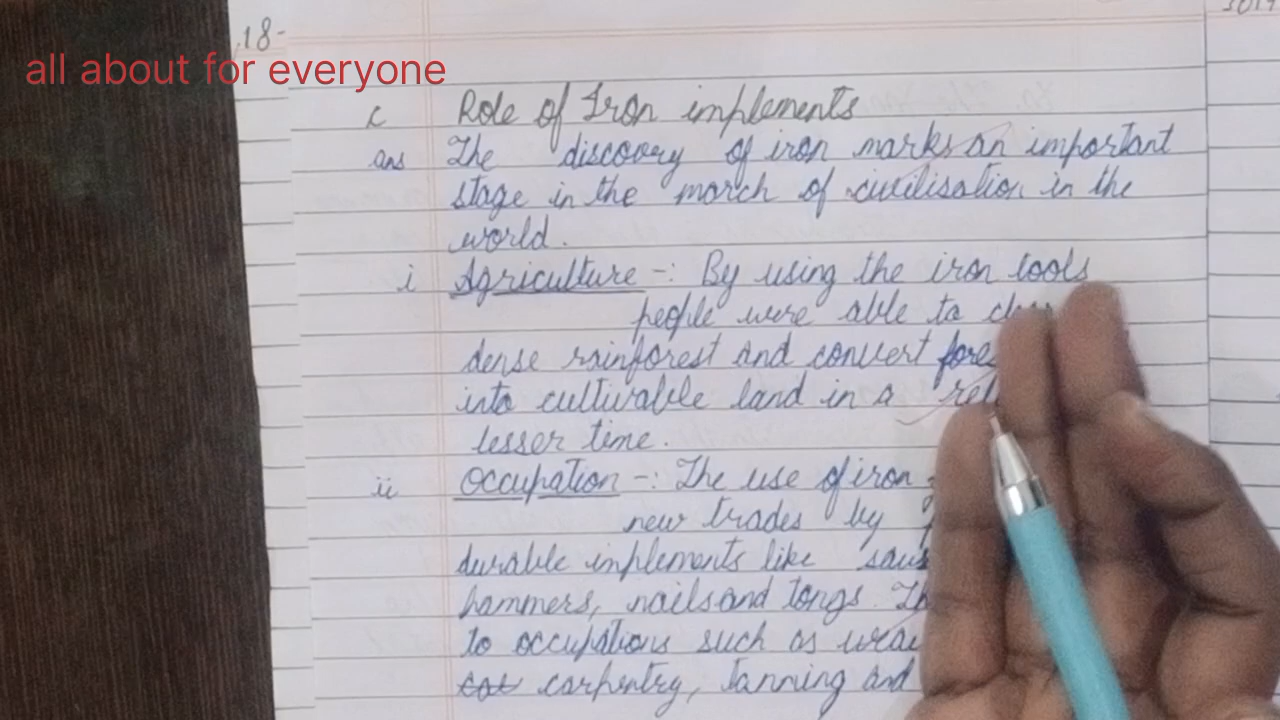 18-
all about for everyone
c Role of Iron implements
ans The discovery of iron marks an important
stage in the march of civilisation in the
world.
i Agriculture -: By using the iron tools
people were able to
dense rainforest and convert
into cultivable land in a
lesser time.
ii Occupation -: The use of iron
new trades by
durable implements like
hammers, nails and tongs.
to occupations such as
carpentry, Tanning and